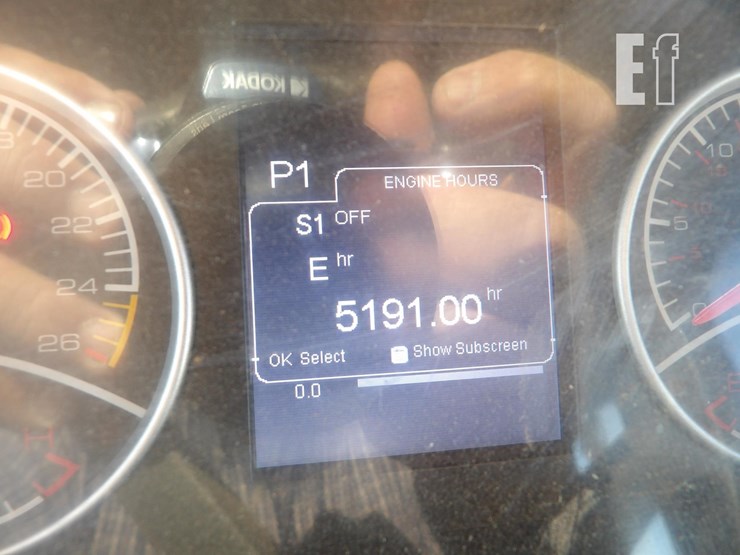 Ef
KODAK
P1
ENGINE HOURS
S1 OFF
E hr
5191.00 hr
OK Select
Show Subscreen
0.0
20
22
24
26
H
10
5
0